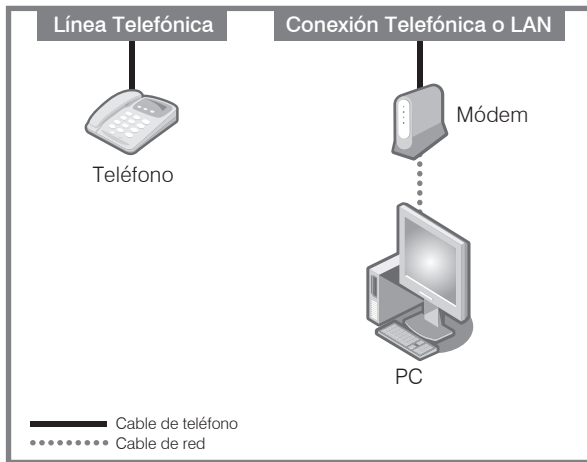 Línea Telefónica
Conexión Telefónica o LAN
Módem
Teléfono
PC
Cable de teléfono
Cable de red